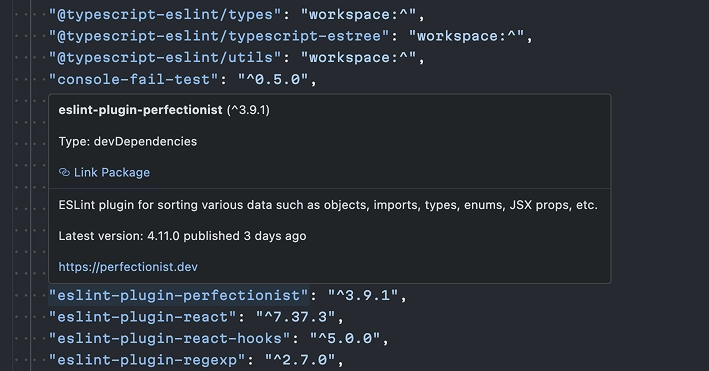 "@typescript-eslint/types": "workspace:^",
"@typescript-eslint/typescript-estree": "workspace:^",
"@typescript-eslint/utils": "workspace:^",
"console-fail-test": "^0.5.0",
eslint-plugin-perfectionist (^3.9.1)
Type: devDependencies
Link Package
ESLint plugin for sorting various data such as objects, imports, types, enums, JSX props, etc.
Latest version: 4.11.0 published 3 days ago
https://perfectionist.dev
"eslint-plugin-perfectionist": "^3.9.1",
"eslint-plugin-react": "^7.37.3",
"eslint-plugin-react-hooks": "^5.0.0",
"eslint-plugin-regexp": "^2.7.0",